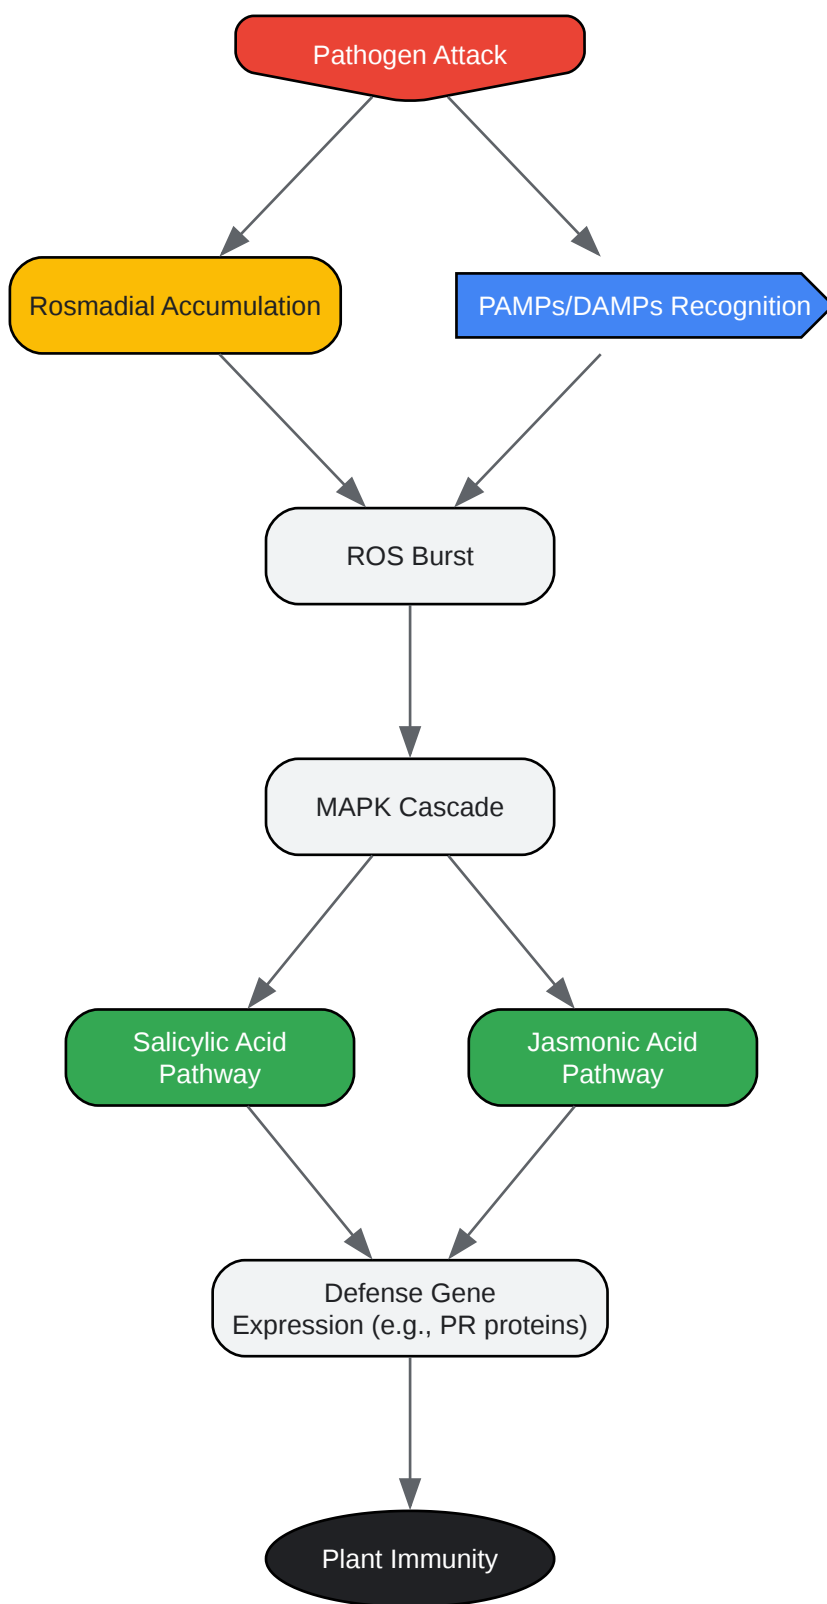 Pathogen Attack
Rosmadial Accumulation
PAMPs/DAMPs Recognition
ROS Burst
MAPK Cascade
Salicylic Acid
Pathway
Jasmonic Acid
Pathway
Defense Gene
Expression (e.g., PR proteins)
Plant Immunity